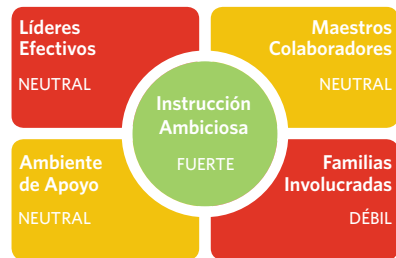 Líderes
Efectivos
NEUTRAL
Maestros
Colaboradores
NEUTRAL
Instrucción
Ambiciosa
FUERTE
Ambiente
de Apoyo
NEUTRAL
Familias
Involucradas
DÉBIL